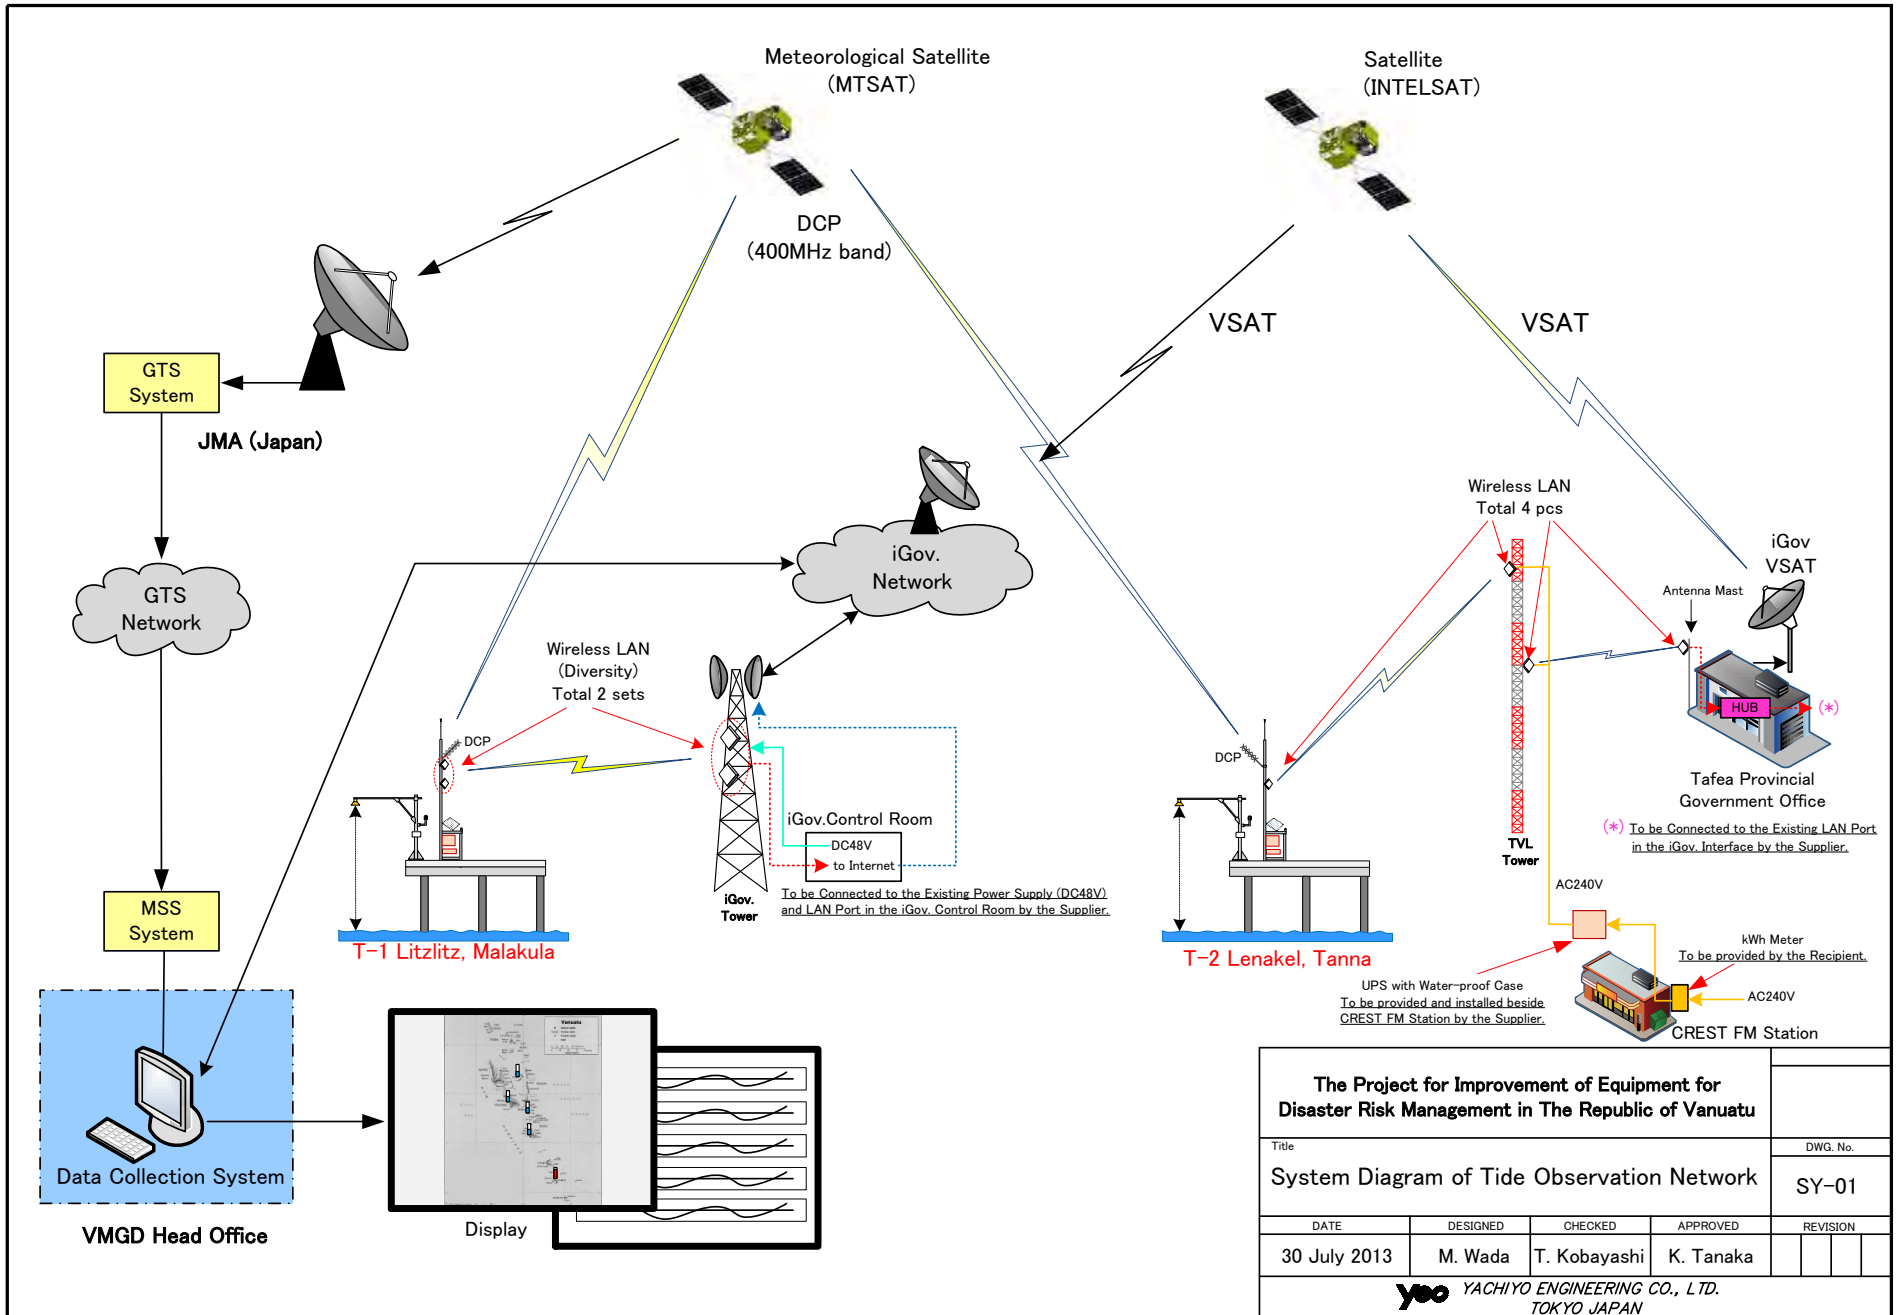 Meteorological Satellite
(MTSAT)
Satellite
(INTELSAT)
DCP
(400MHz band)
VSAT
VSAT
GTS
System
JMA (Japan)
iGov.
Network
Wireless LAN
Total 4 pcs
iGov
VSAT
Antenna Mast
GTS
Network
Wireless LAN
(Diversity)
Total 2 sets
HUB
(*)
DCP
DCP
Tafea Provincial
Government Office
iGov.Control Room
DC48V
to Internet
(*) To be Connected to the Existing LAN Port
in the iGov. Interface by the Supplier.
TVL
Tower
To be Connected to the Existing Power Supply (DC48V)
and LAN Port in the iGov. Control Room by the Supplier.
iGov.
Tower
AC240V
MSS
System
T-1 Litzlitz, Malakula
T-2 Lenakel, Tanna
kWh Meter
To be provided by the Recipient.
UPS with Water-proof Case
To be provided and installed beside
CREST FM Station by the Supplier.
AC240V
CREST FM Station
Vanuatu
Data Collection System
VMGD Head Office
Display
The Project for Improvement of Equipment for
Disaster Risk Management in The Republic of Vanuatu
Title
DWG. No.
System Diagram of Tide Observation Network
SY-01
DATE DESIGNED CHECKED APPROVED REVISION
30 July 2013 M. Wada T. Kobayashi K. Tanaka
yeo YACHIYO ENGINEERING CO., LTD.
TOKYO JAPAN